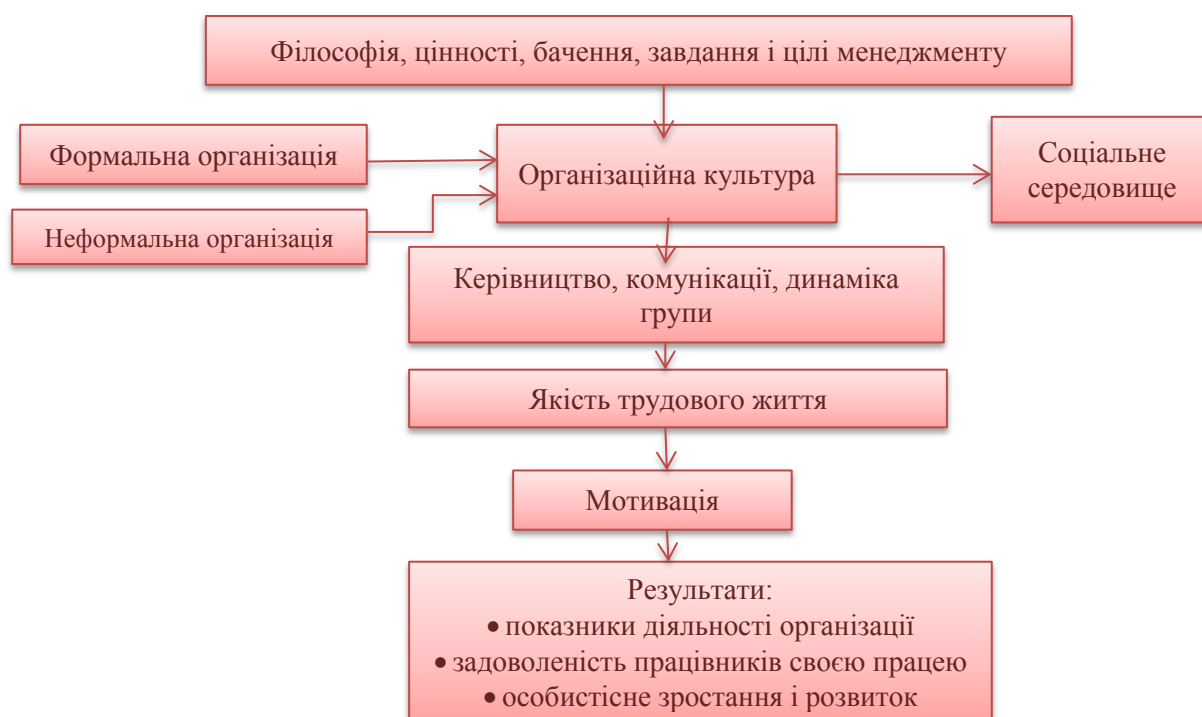 Філософія, цінності, бачення, завдання і цілі менеджменту
Формальна організація
Неформальна організація
Організаційна культура
Соціальне
середовище
Керівництво, комунікації, динаміка
групи
Якість трудового життя
Мотивація
Результати:
• показники діяльності організації
• задоволеність працівників своєю працею
• особистісне зростання і розвиток